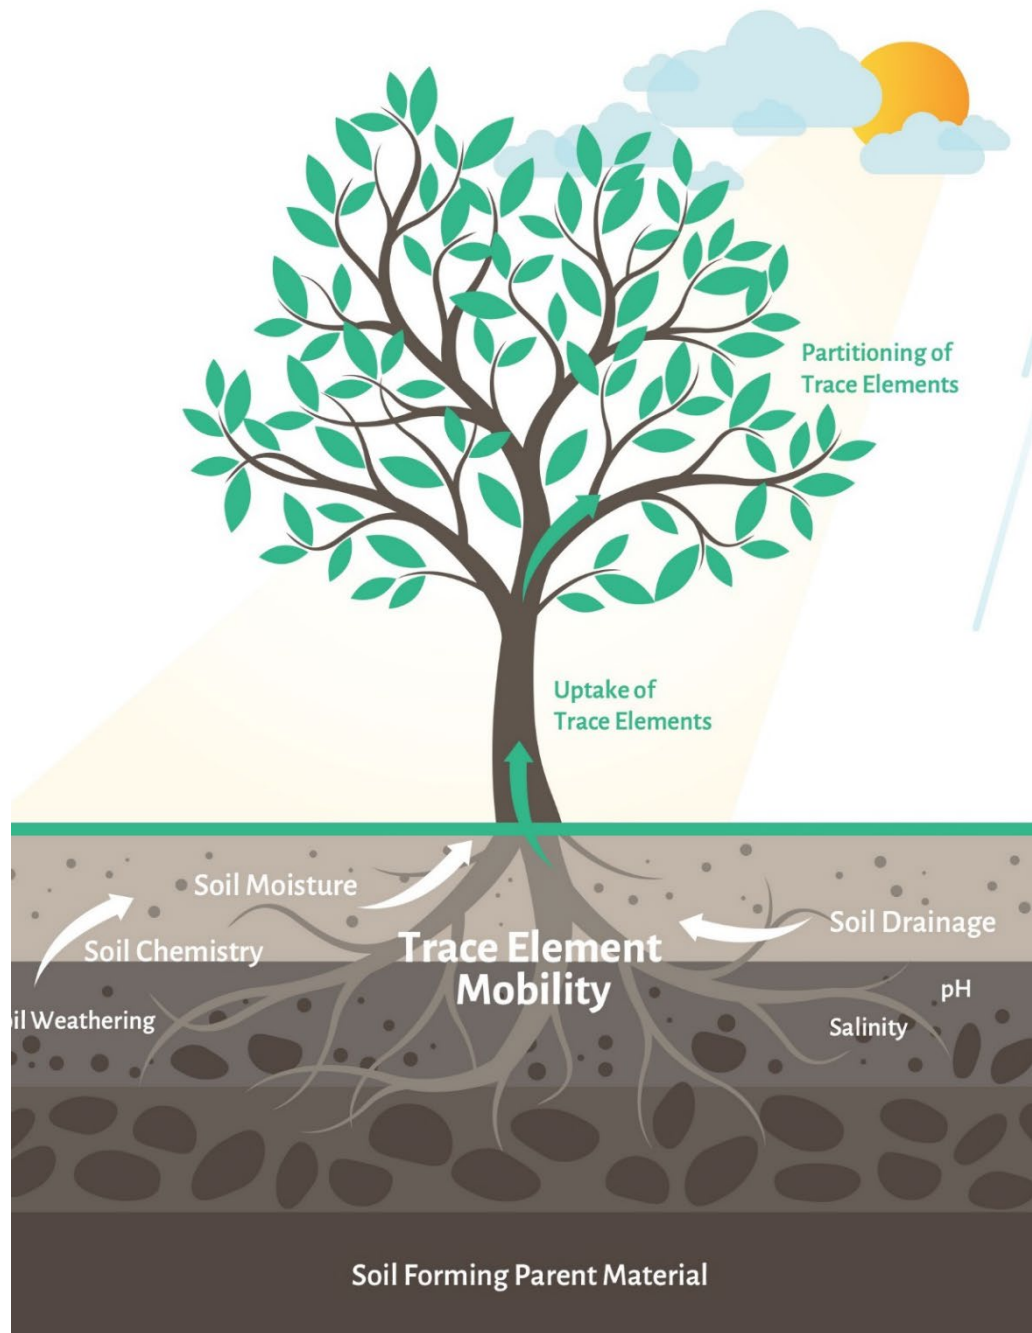 Partitioning of
Trace Elements
Uptake of
Trace Elements
Soil Moisture
Soil Drainage
Soil Chemistry
Trace Element
Mobility
pH
il Weathering
Salinity
Soil Forming Parent Material